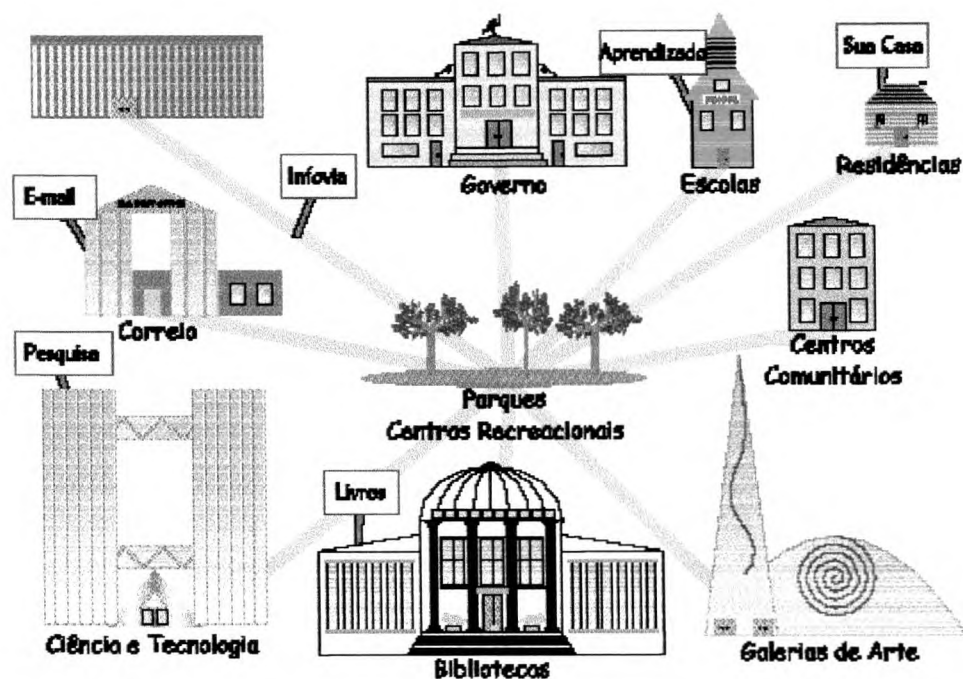 Aprendizado
Sua Casa
Governo
Escolas
Residências
E-mail
Infovia
Correio
Pesquisa
Centros
Comunitários
Parques
Centros Recreacionais
Livros
Ciência e Tecnologia
Bibliotecas
Galerias de Arte